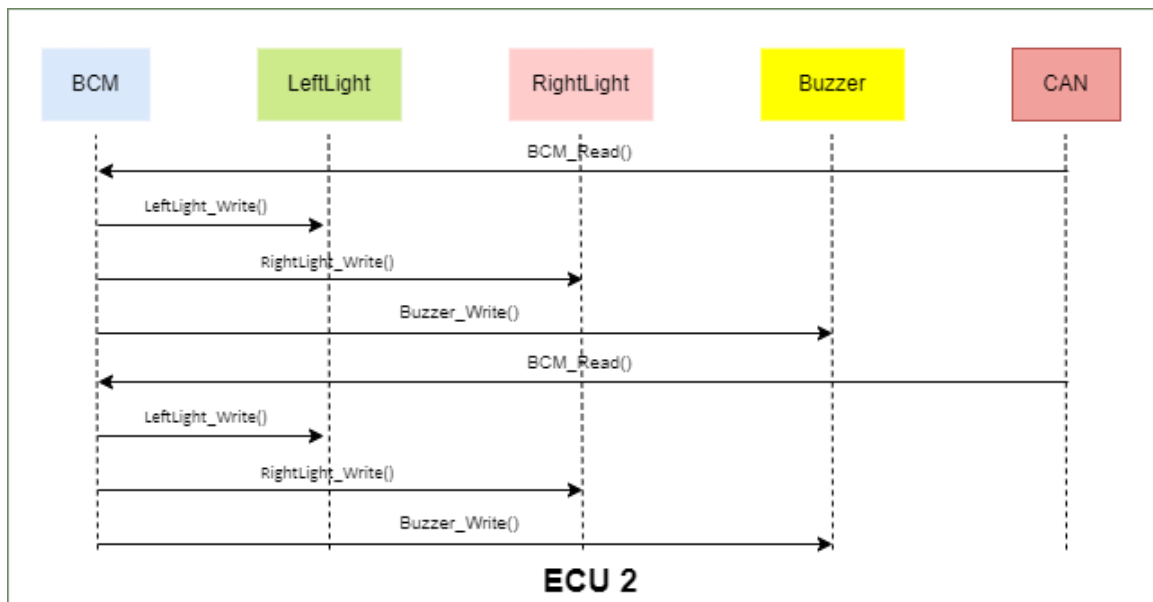 BCM
LeftLight
RightLight
Buzzer
CAN
BCM_Read()
LeftLight_Write()
RightLight_Write()
Buzzer_Write()
BCM_Read()
LeftLight_Write()
RightLight_Write()
Buzzer_Write()
ECU 2